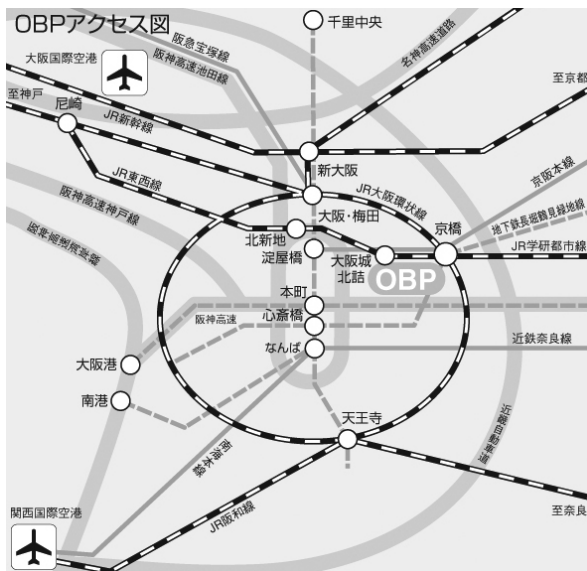 OBPアクセス図
千里中央
阪急宝塚線
阪神高速池田線
名神高速道路
大阪国際空港
至神戸
尼崎
JR新幹線
至京都
新大阪
JR東西線
JR大阪環状線
京阪本線
大阪・梅田
地下鉄長堀鶴見緑地線
阪神高速神戸線
北新地
淀屋橋
大阪城
北詰
京橋
JR学研都市線
OBP
阪神高速湾岸線
本町
阪神高速
心斎橋
なんば
近鉄奈良線
大阪港
南港
天王寺
近畿自動車道
南海本線
関西国際空港
JR阪和線
至奈良